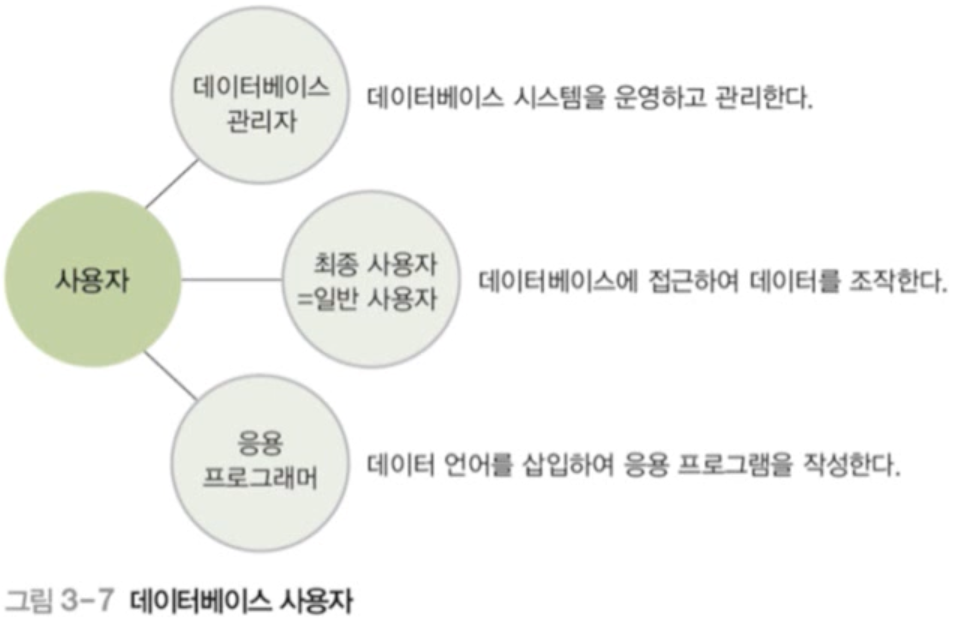 데이터베이스
관리자
데이터베이스 시스템을 운영하고 관리한다.
사용자
최종 사용자
=일반 사용자
데이터베이스에 접근하여 데이터를 조작한다.
응용
프로그래머
데이터 언어를 삽입하여 응용 프로그램을 작성한다.
그림 3-7 데이터베이스 사용자